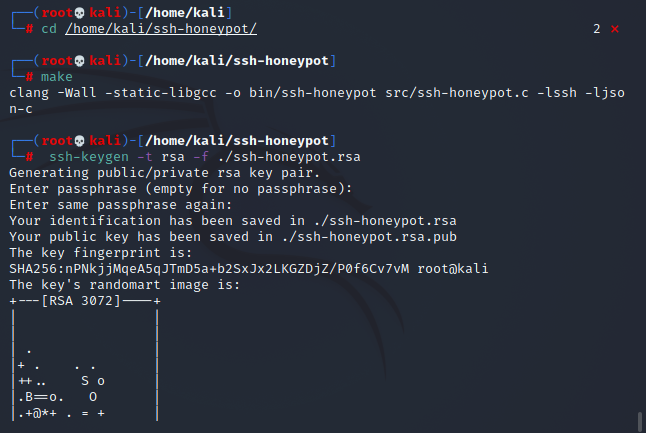 ┌──(root💀kali)-[/home/kali]
└─# cd /home/kali/ssh-honeypot/ 2 ⨯
┌──(root💀kali)-[/home/kali/ssh-honeypot]
└─# make
clang -Wall -static-libgcc -o bin/ssh-honeypot src/ssh-honeypot.c -lssh -ljso
n-c
┌──(root💀kali)-[/home/kali/ssh-honeypot]
└─#  ssh-keygen -t rsa -f ./ssh-honeypot.rsa
Generating public/private rsa key pair.
Enter passphrase (empty for no passphrase):
Enter same passphrase again:
Your identification has been saved in ./ssh-honeypot.rsa
Your public key has been saved in ./ssh-honeypot.rsa.pub
The key fingerprint is:
SHA256:nPNkjjMqeA5qJTmD5a+b2SxJx2LKGZDjZ/P0f6Cv7vM root@kali
The key's randomart image is:
+---[RSA 3072]----+
|                 |
|                 |
| .               |
|+ .    . .       |
|++..    S o      |
|.B==o.   O       |
|.+@*+ . = +      |